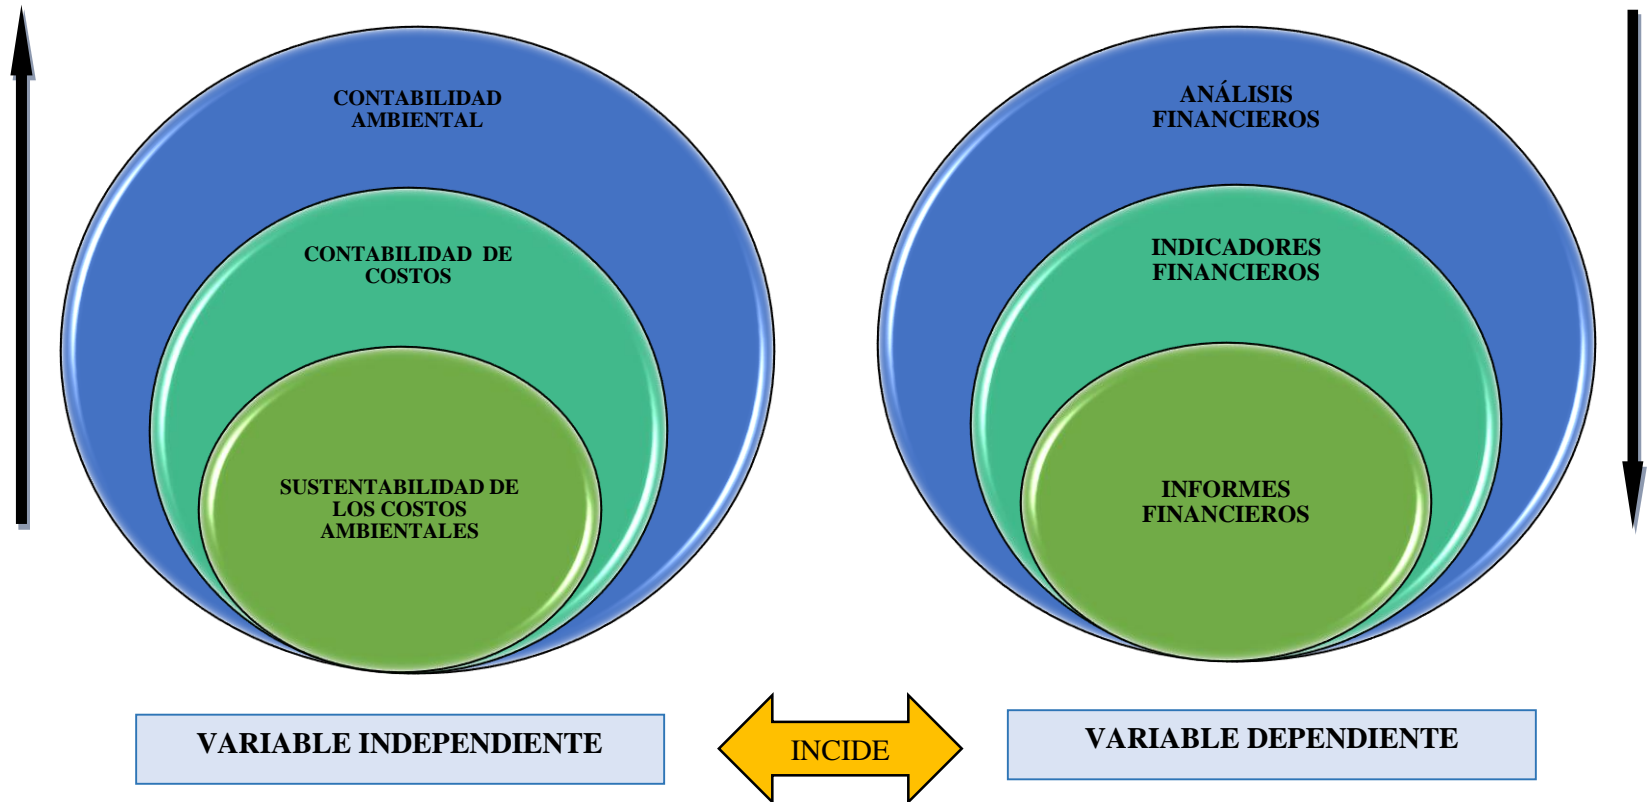 CONTABILIDAD
AMBIENTAL
CONTABILIDAD DE
COSTOS
SUSTENTABILIDAD DE
LOS COSTOS
AMBIENTALES
ANÁLISIS
FINANCIEROS
INDICADORES
FINANCIEROS
INFORMES
FINANCIEROS
VARIABLE INDEPENDIENTE
INCIDE
VARIABLE DEPENDIENTE